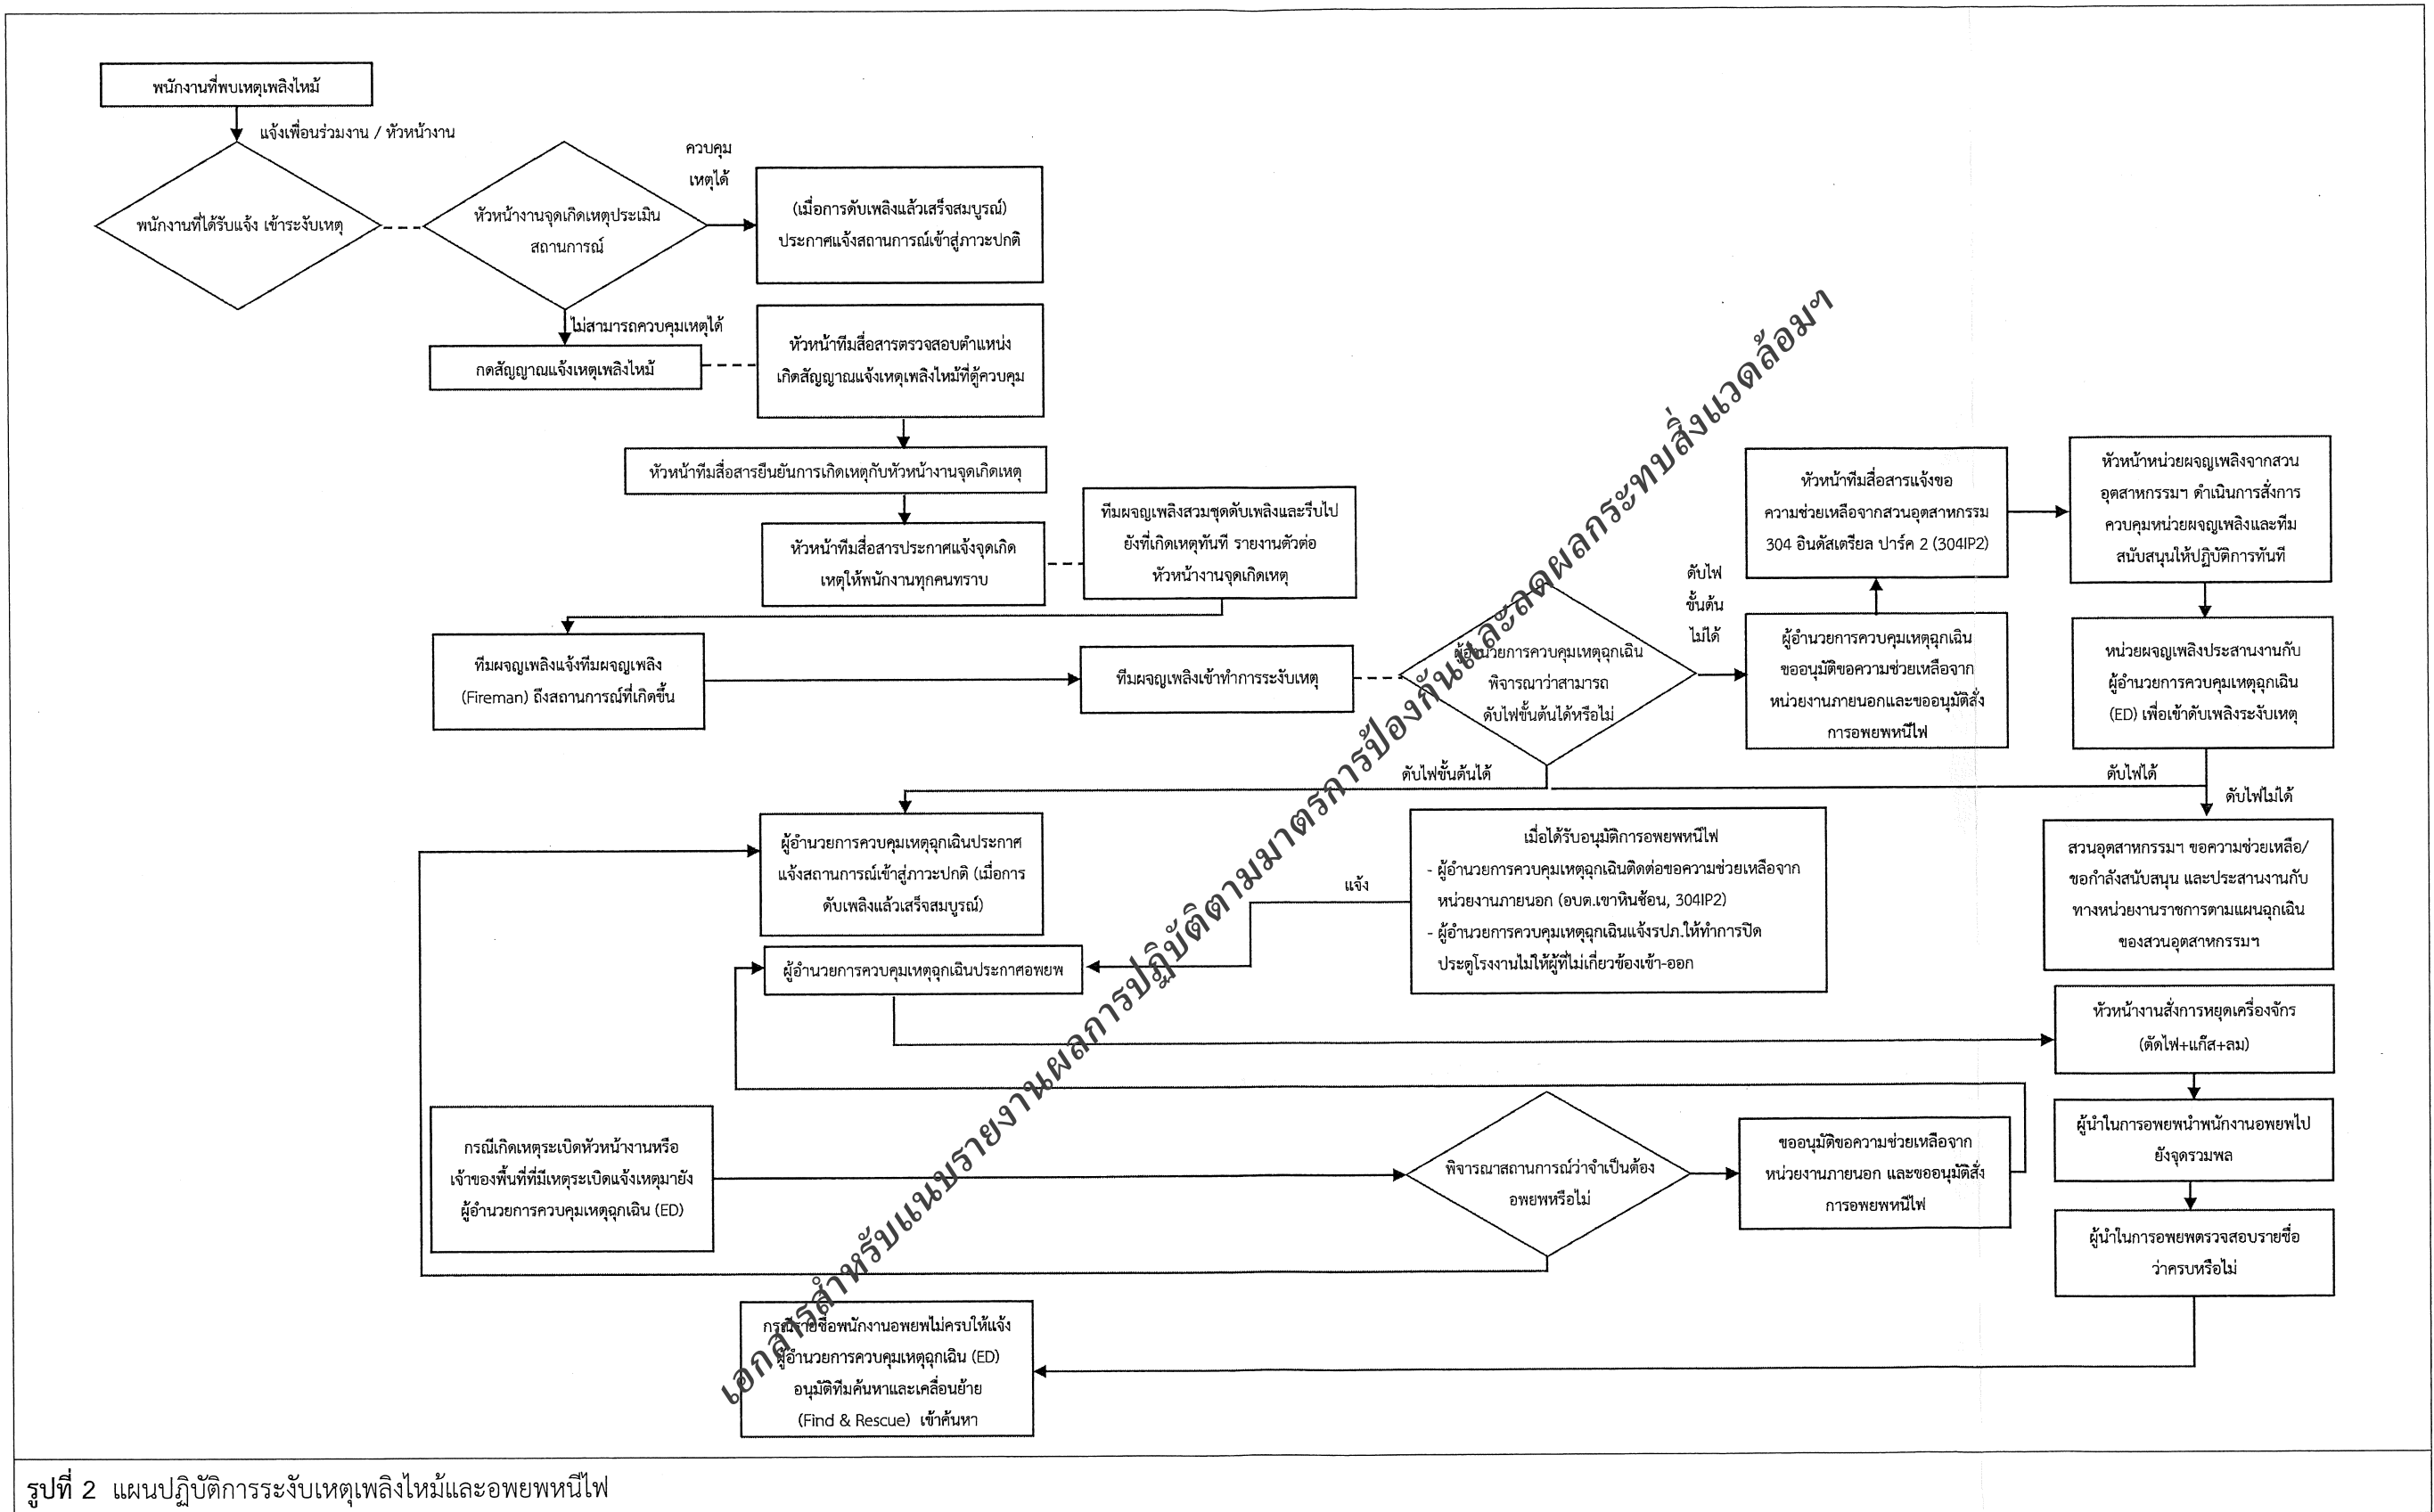 พนักงานที่พบเหตุเพลิงไหม้
แจ้งเพื่อนร่วมงาน / หัวหน้างาน
พนักงานที่ได้รับแจ้ง เข้าระงับเหตุ
หัวหน้างานจุดเกิดเหตุประเมิน
สถานการณ์
ควบคุม
เหตุได้
(เมื่อการดับเพลิงแล้วเสร็จสมบูรณ์)
ประกาศแจ้งสถานการณ์เข้าสู่ภาวะปกติ
ไม่สามารถควบคุมเหตุได้
กดสัญญาณแจ้งเหตุเพลิงไหม้
หัวหน้าทีมสื่อสารตรวจสอบตำแหน่ง
เกิดสัญญาณแจ้งเหตุเพลิงไหม้ที่ตู้ควบคุม
หัวหน้าทีมสื่อสารยืนยันการเกิดเหตุกับหัวหน้างานจุดเกิดเหตุ
หัวหน้าทีมสื่อสารประกาศแจ้งจุดเกิด
เหตุให้พนักงานทุกคนทราบ
ทีมผจญเพลิงสวมชุดดับเพลิงและรีบไป
ยังที่เกิดเหตุทันที รายงานตัวต่อ
หัวหน้างานจุดเกิดเหตุ
ทีมผจญเพลิงแจ้งทีมผจญเพลิง
(Fireman) ถึงสถานการณ์ที่เกิดขึ้น
ทีมผจญเพลิงเข้าทำการระงับเหตุ
ผู้อำนวยการควบคุมเหตุฉุกเฉิน
พิจารณาว่าสามารถ
ดับไฟขั้นต้นได้หรือไม่
ดับไฟ
ขั้นต้น
ไม่ได้
ผู้อำนวยการควบคุมเหตุฉุกเฉิน
ขออนุมัติขอความช่วยเหลือจาก
หน่วยงานภายนอกและขออนุมัติสั่ง
การอพยพหนีไฟ
หัวหน้าทีมสื่อสารแจ้งขอ
ความช่วยเหลือจากสวนอุตสาหกรรม
304 อินดัสเตรียล ปาร์ค 2 (304IP2)
หัวหน้าหน่วยผจญเพลิงจากสวน
อุตสาหกรรมฯ ดำเนินการสั่งการ
ควบคุมหน่วยผจญเพลิงและทีม
สนับสนุนให้ปฏิบัติการทันที
หน่วยผจญเพลิงประสานงานกับ
ผู้อำนวยการควบคุมเหตุฉุกเฉิน
(ED) เพื่อเข้าดับเพลิงระงับเหตุ
ดับไฟขั้นต้นได้
ดับไฟได้
ดับไฟไม่ได้
ผู้อำนวยการควบคุมเหตุฉุกเฉินประกาศ
แจ้งสถานการณ์เข้าสู่ภาวะปกติ (เมื่อการ
ดับเพลิงแล้วเสร็จสมบูรณ์)
แจ้ง
เมื่อได้รับอนุมัติการอพยพหนีไฟ
- ผู้อำนวยการควบคุมเหตุฉุกเฉินติดต่อขอความช่วยเหลือจาก
หน่วยงานภายนอก (อบต.เขาหินซ้อน, 304IP2)
- ผู้อำนวยการควบคุมเหตุฉุกเฉินแจ้งรปภ.ให้ทำการปิด
ประตูโรงงานไม่ให้ผู้ที่ไม่เกี่ยวข้องเข้า-ออก
สวนอุตสาหกรรมฯ ขอความช่วยเหลือ/
ขอกำลังสนับสนุน และประสานงานกับ
ทางหน่วยงานราชการตามแผนฉุกเฉิน
ของสวนอุตสาหกรรมฯ
ผู้อำนวยการควบคุมเหตุฉุกเฉินประกาศอพยพ
หัวหน้างานสั่งการหยุดเครื่องจักร
(ตัดไฟ+แก๊ส+ลม)
ผู้นำในการอพยพนำพนักงานอพยพไป
ยังจุดรวมพล
ผู้นำในการอพยพตรวจสอบรายชื่อ
ว่าครบหรือไม่
กรณีเกิดเหตุระเบิดหัวหน้างานหรือ
เจ้าของพื้นที่ที่มีเหตุระเบิดแจ้งเหตุมายัง
ผู้อำนวยการควบคุมเหตุฉุกเฉิน (ED)
พิจารณาสถานการณ์ว่าจำเป็นต้อง
อพยพหรือไม่
ขออนุมัติขอความช่วยเหลือจาก
หน่วยงานภายนอก และขออนุมัติสั่ง
การอพยพหนีไฟ
กรณีรายชื่อพนักงานอพยพไม่ครบให้แจ้ง
ผู้อำนวยการควบคุมเหตุฉุกเฉิน (ED)
อนุมัติทีมค้นหาและเคลื่อนย้าย
(Find & Rescue) เข้าค้นหา
เอกสารสำหรับแนบรายงานผลการปฏิบัติตามมาตรการป้องกันและลดผลกระทบสิ่งแวดล้อมฯ
รูปที่ 2 แผนปฏิบัติการระงับเหตุเพลิงไหม้และอพยพหนีไฟ